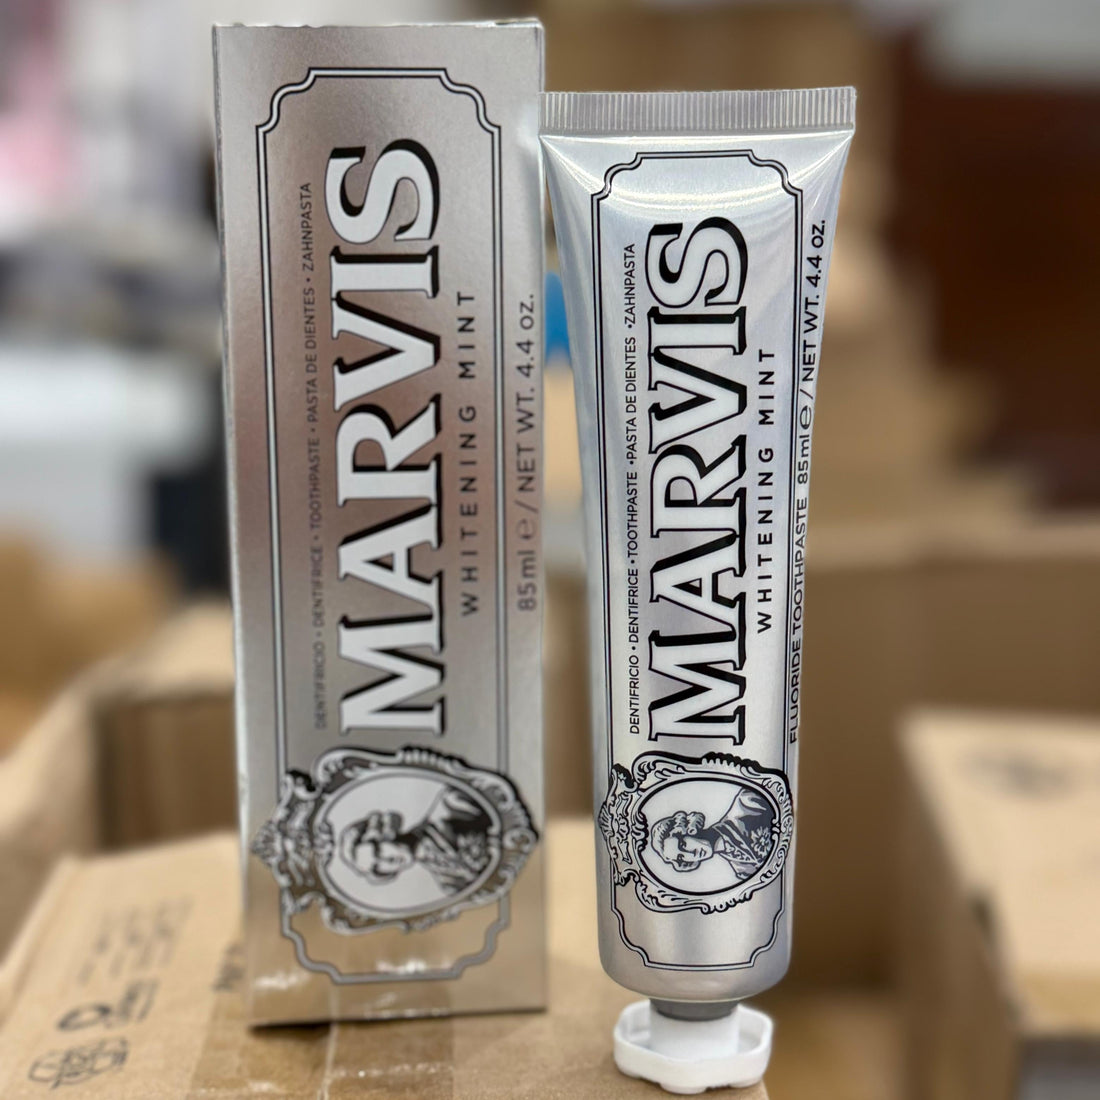 DENTIFRICIO • DENTIFRICE • TOOTHPASTE • PASTA DE DIENTES • ZAHNPASTA
MARVIS
WHITENING MINT
85ml ℮ / NET WT. 4.4 OZ.
DENTIFRICIO • DENTIFRICE • TOOTHPASTE •PASTA DE DIENTES •ZAHNPASTA
MARVIS
WHITENING MINT
FLUORIDE TOOTHPASTE 85ml ℮ / NET WT. 4.4 OZ.